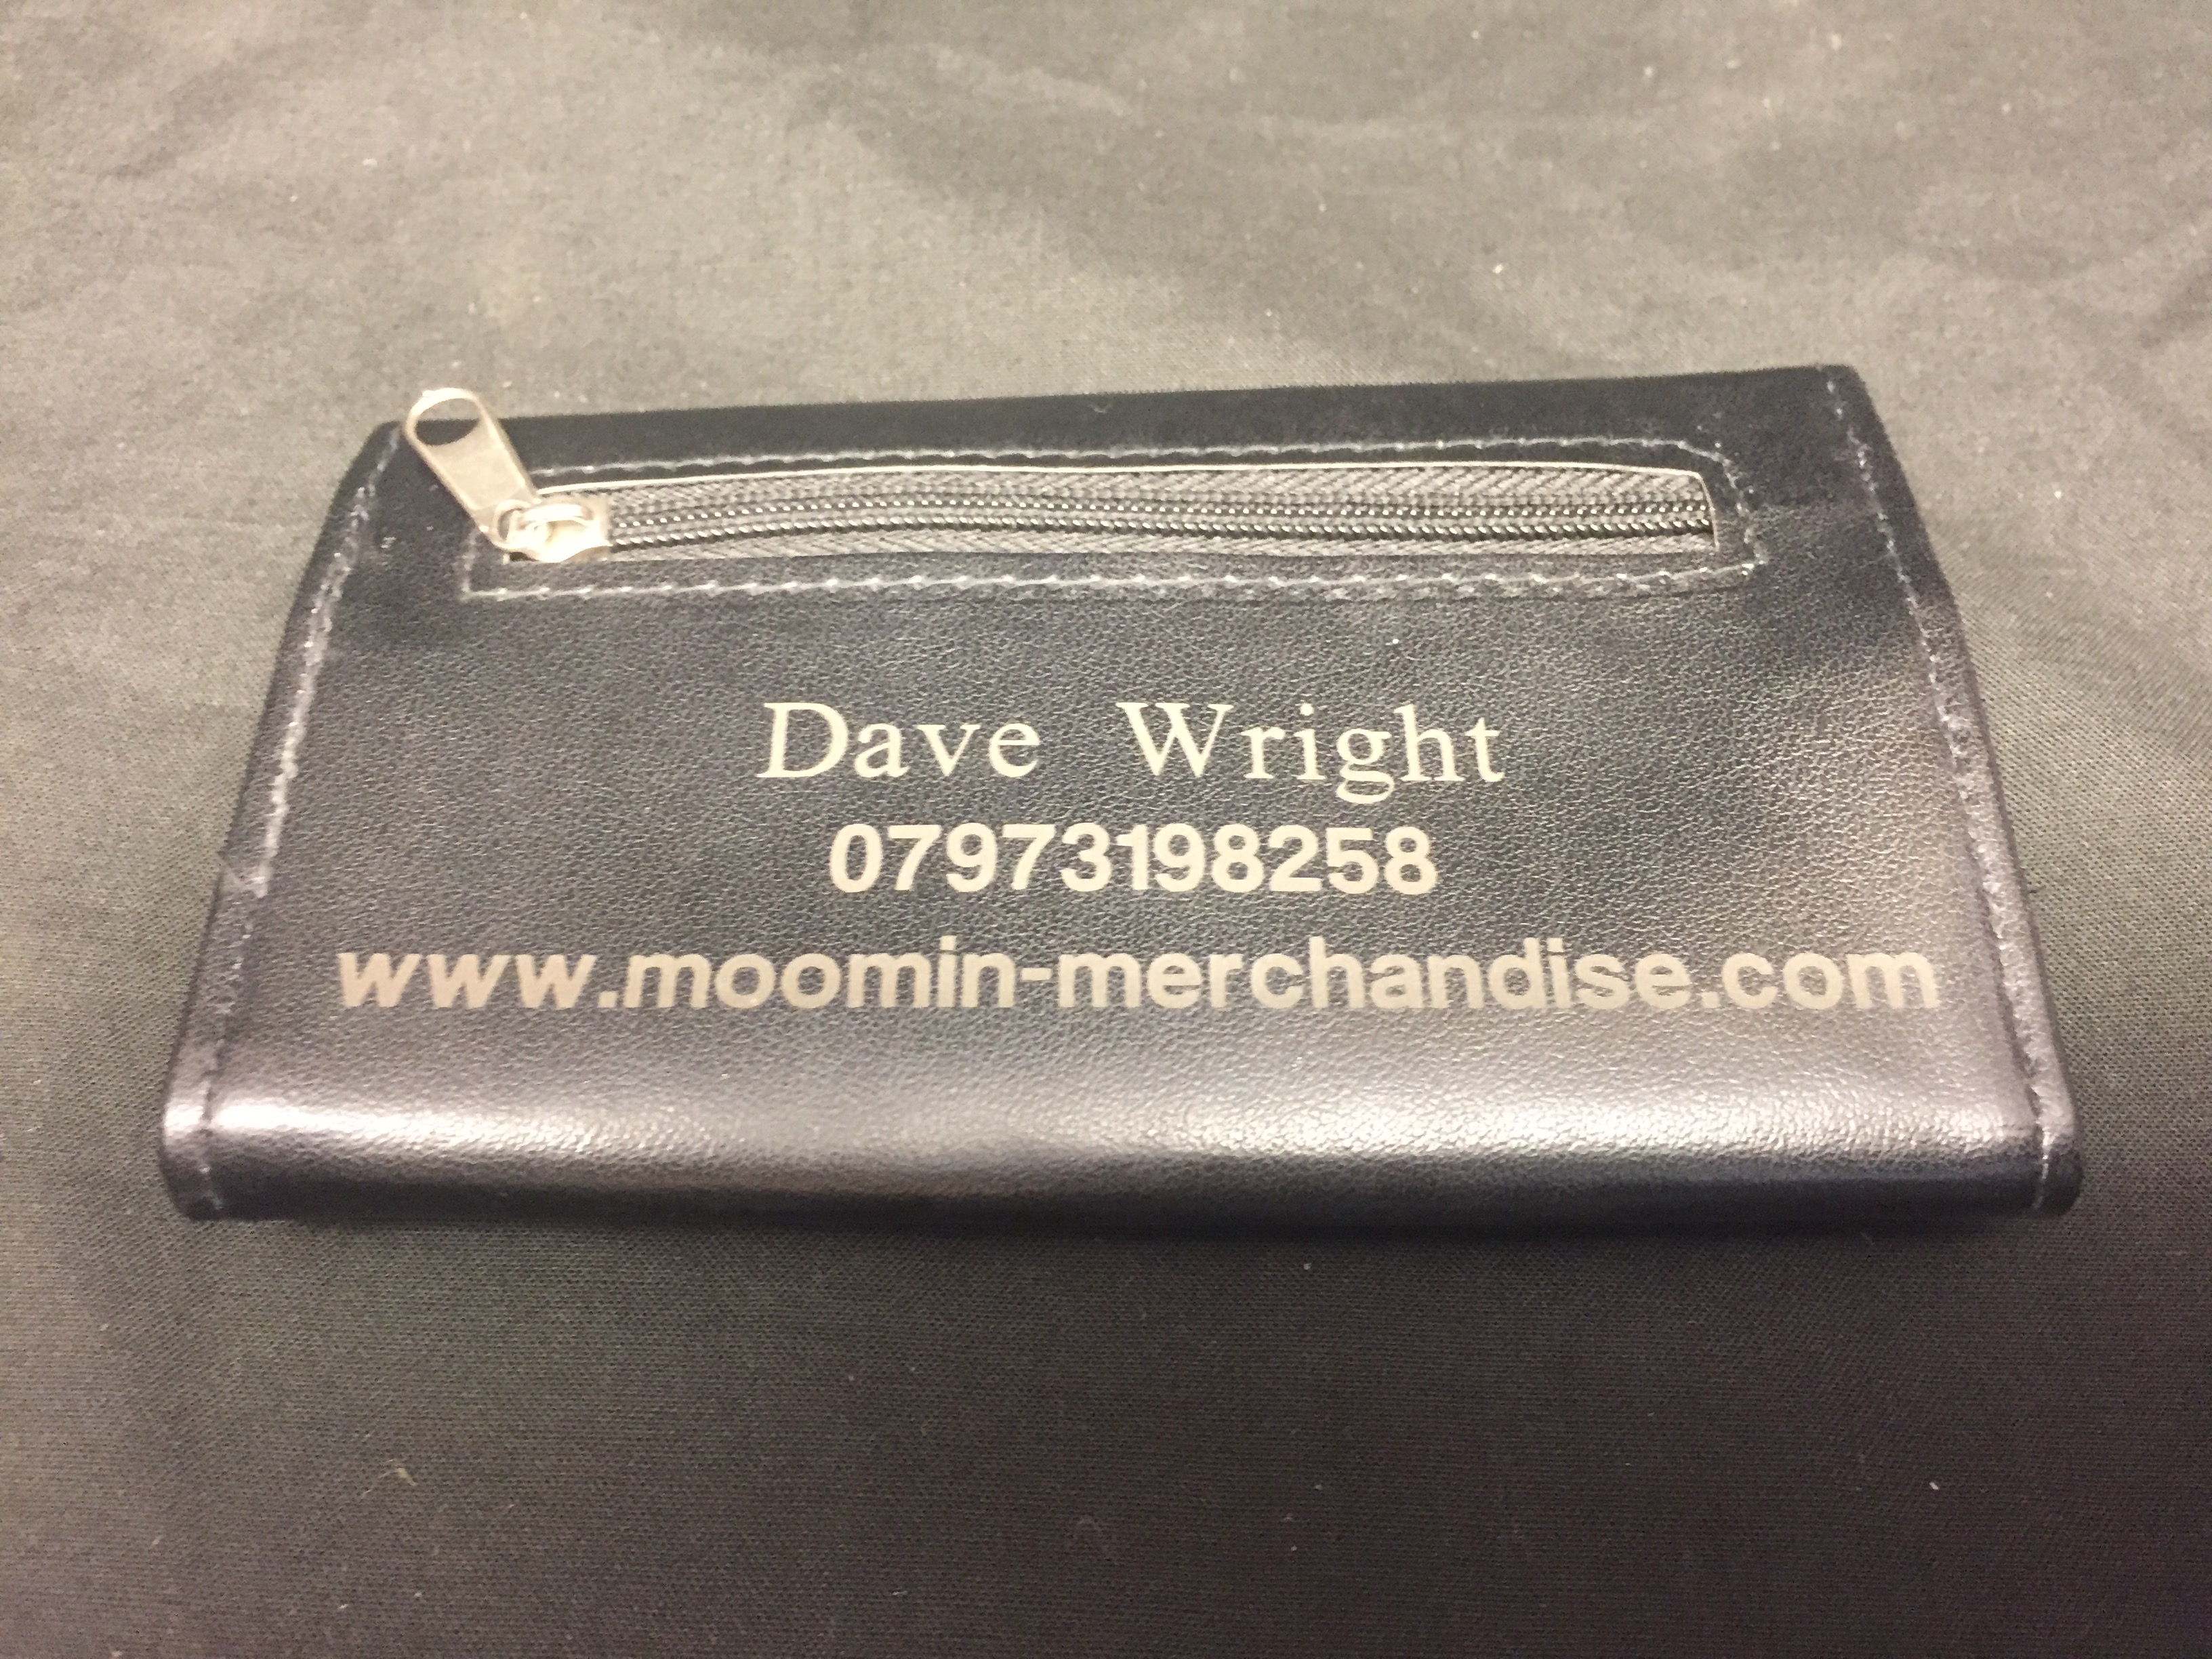 Dave Wright
07973198258
www.moomin-merchandise.com